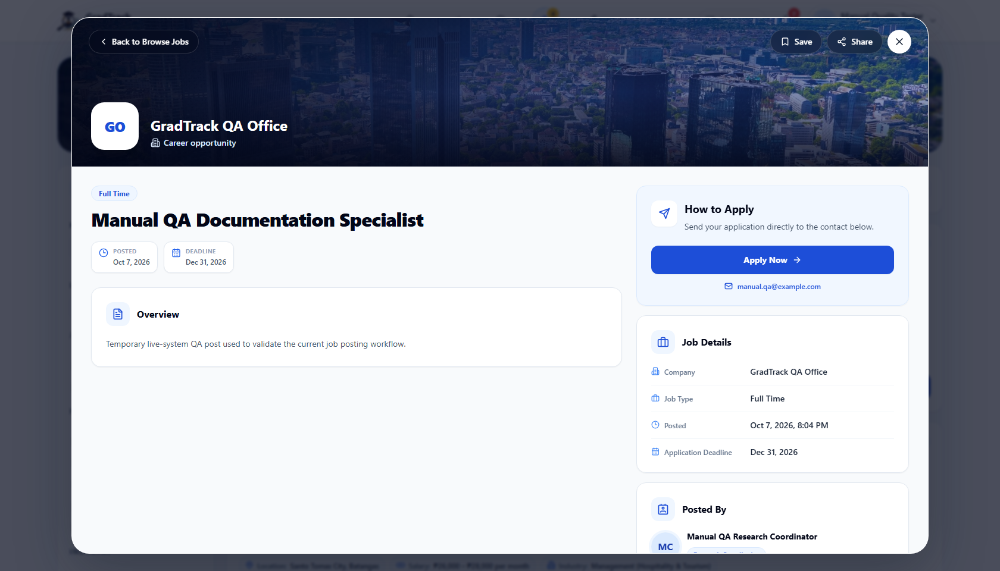 Back to Browse Jobs
Save
Share
GO
GradTrack QA Office
Career opportunity
Full Time
Manual QA Documentation Specialist
POSTED
Oct 7, 2026
DEADLINE
Dec 31, 2026
Overview
Temporary live-system QA post used to validate the current job posting workflow.
How to Apply
Send your application directly to the contact below.
Apply Now
manual.qa@example.com
Job Details
Company GradTrack QA Office
Job Type Full Time
Posted Oct 7, 2026, 8:04 PM
Application Deadline Dec 31, 2026
Posted By
MC
Manual QA Research Coordinator